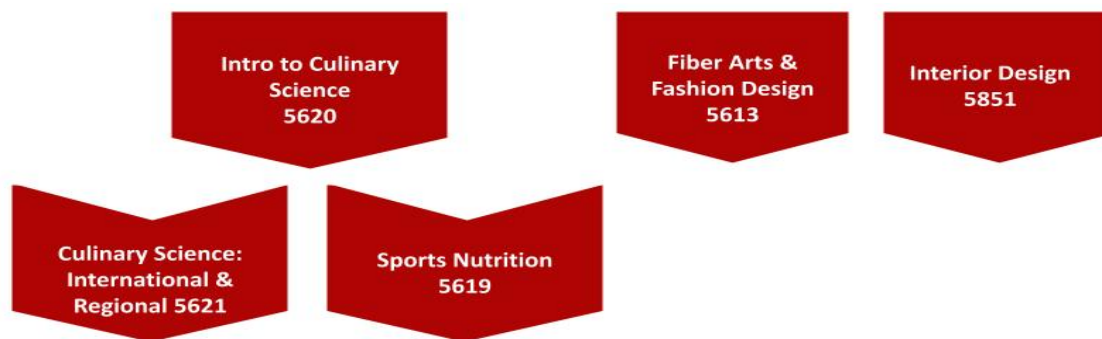 Intro to Culinary
Science
5620
Fiber Arts &
Fashion Design
5613
Interior Design
5851
Culinary Science:
International &
Regional 5621
Sports Nutrition
5619